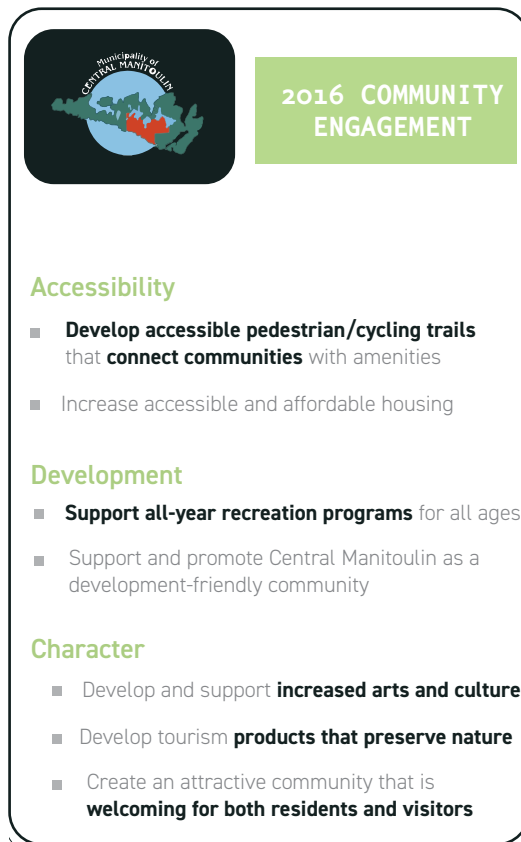 Municipality of
CENTRAL MANITOULIN
2016 COMMUNITY
ENGAGEMENT
Accessibility
Develop accessible pedestrian/cycling trails
that connect communities with amenities
Increase accessible and affordable housing
Development
Support all-year recreation programs for all ages
Support and promote Central Manitoulin as a
development-friendly community
Character
Develop and support increased arts and culture
Develop tourism products that preserve nature
Create an attractive community that is
welcoming for both residents and visitors